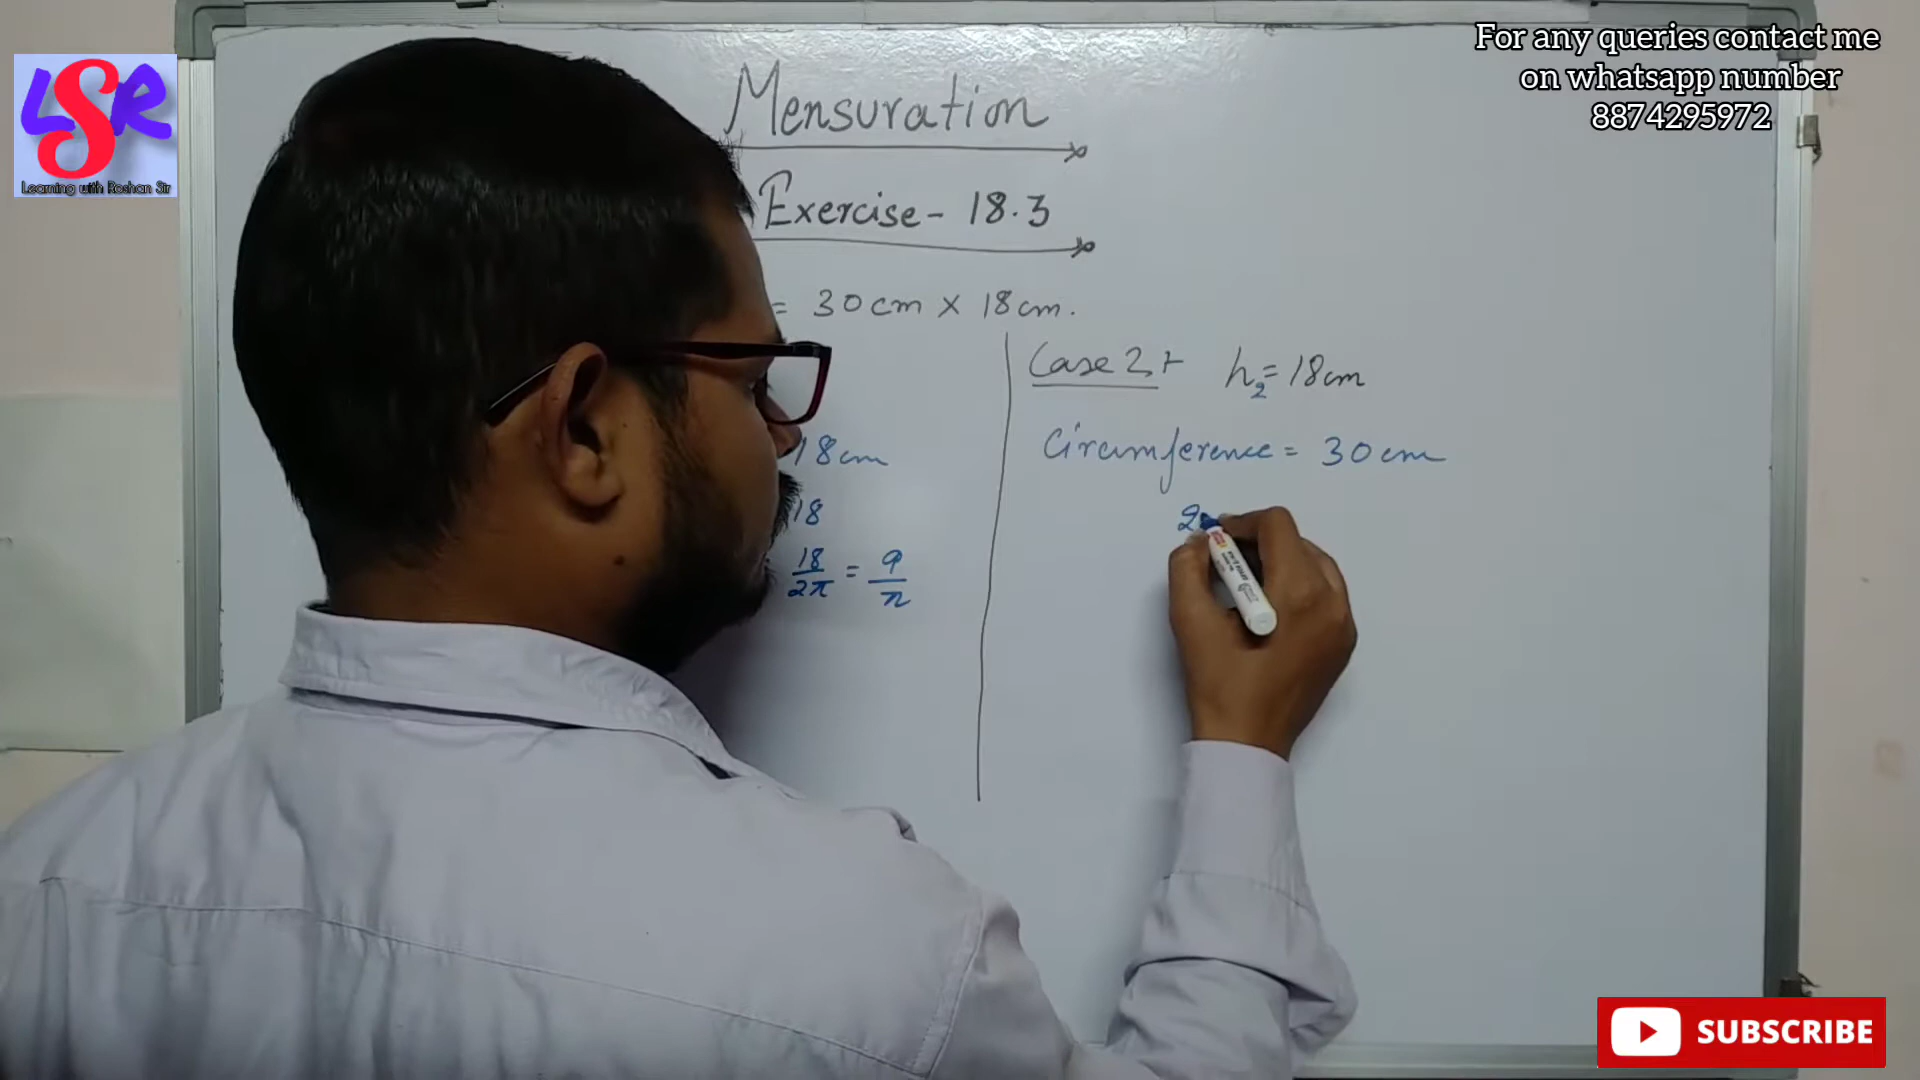 For any queries contact me
on whatsapp number
8874295972
LSR
Learning with Roshan Sir
Mensuration
Exercise - 18.3
= 30cm × 18cm.
18cm
18
18/2π = 9/π
Case 2 h₂ = 18cm
Circumference = 30cm
2
SUBSCRIBE